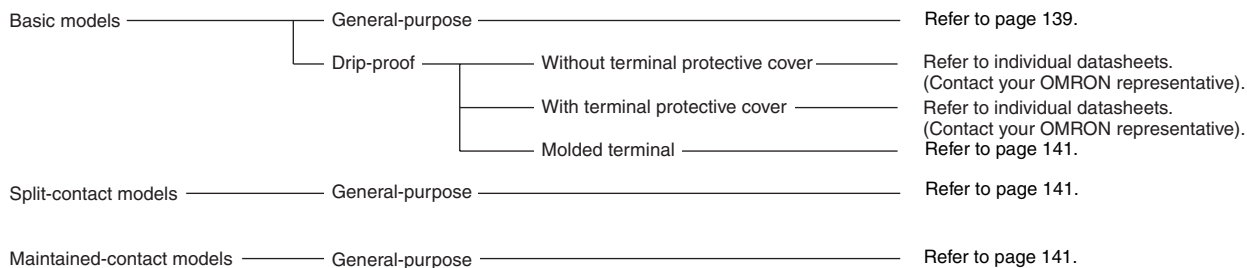 Basic models General-purpose Refer to page 139.
Drip-proof Without terminal protective cover Refer to individual datasheets.
(Contact your OMRON representative).
With terminal protective cover Refer to individual datasheets.
(Contact your OMRON representative).
Molded terminal Refer to page 141.
Split-contact models General-purpose Refer to page 141.
Maintained-contact models General-purpose Refer to page 141.